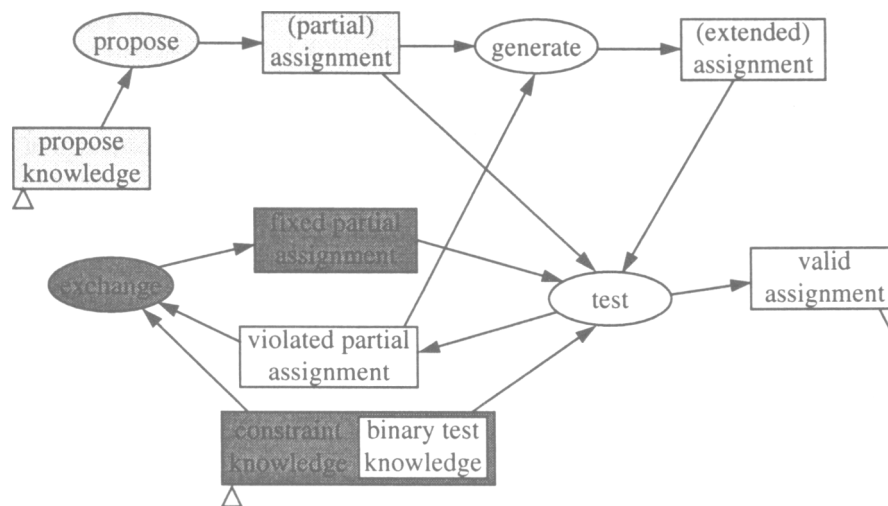 propose
(partial)
assignment
generate
(extended)
assignment
propose
knowledge
fixed partial
assignment
exchange
test
valid
assignment
violated partial
assignment
constraint
knowledge
binary test
knowledge